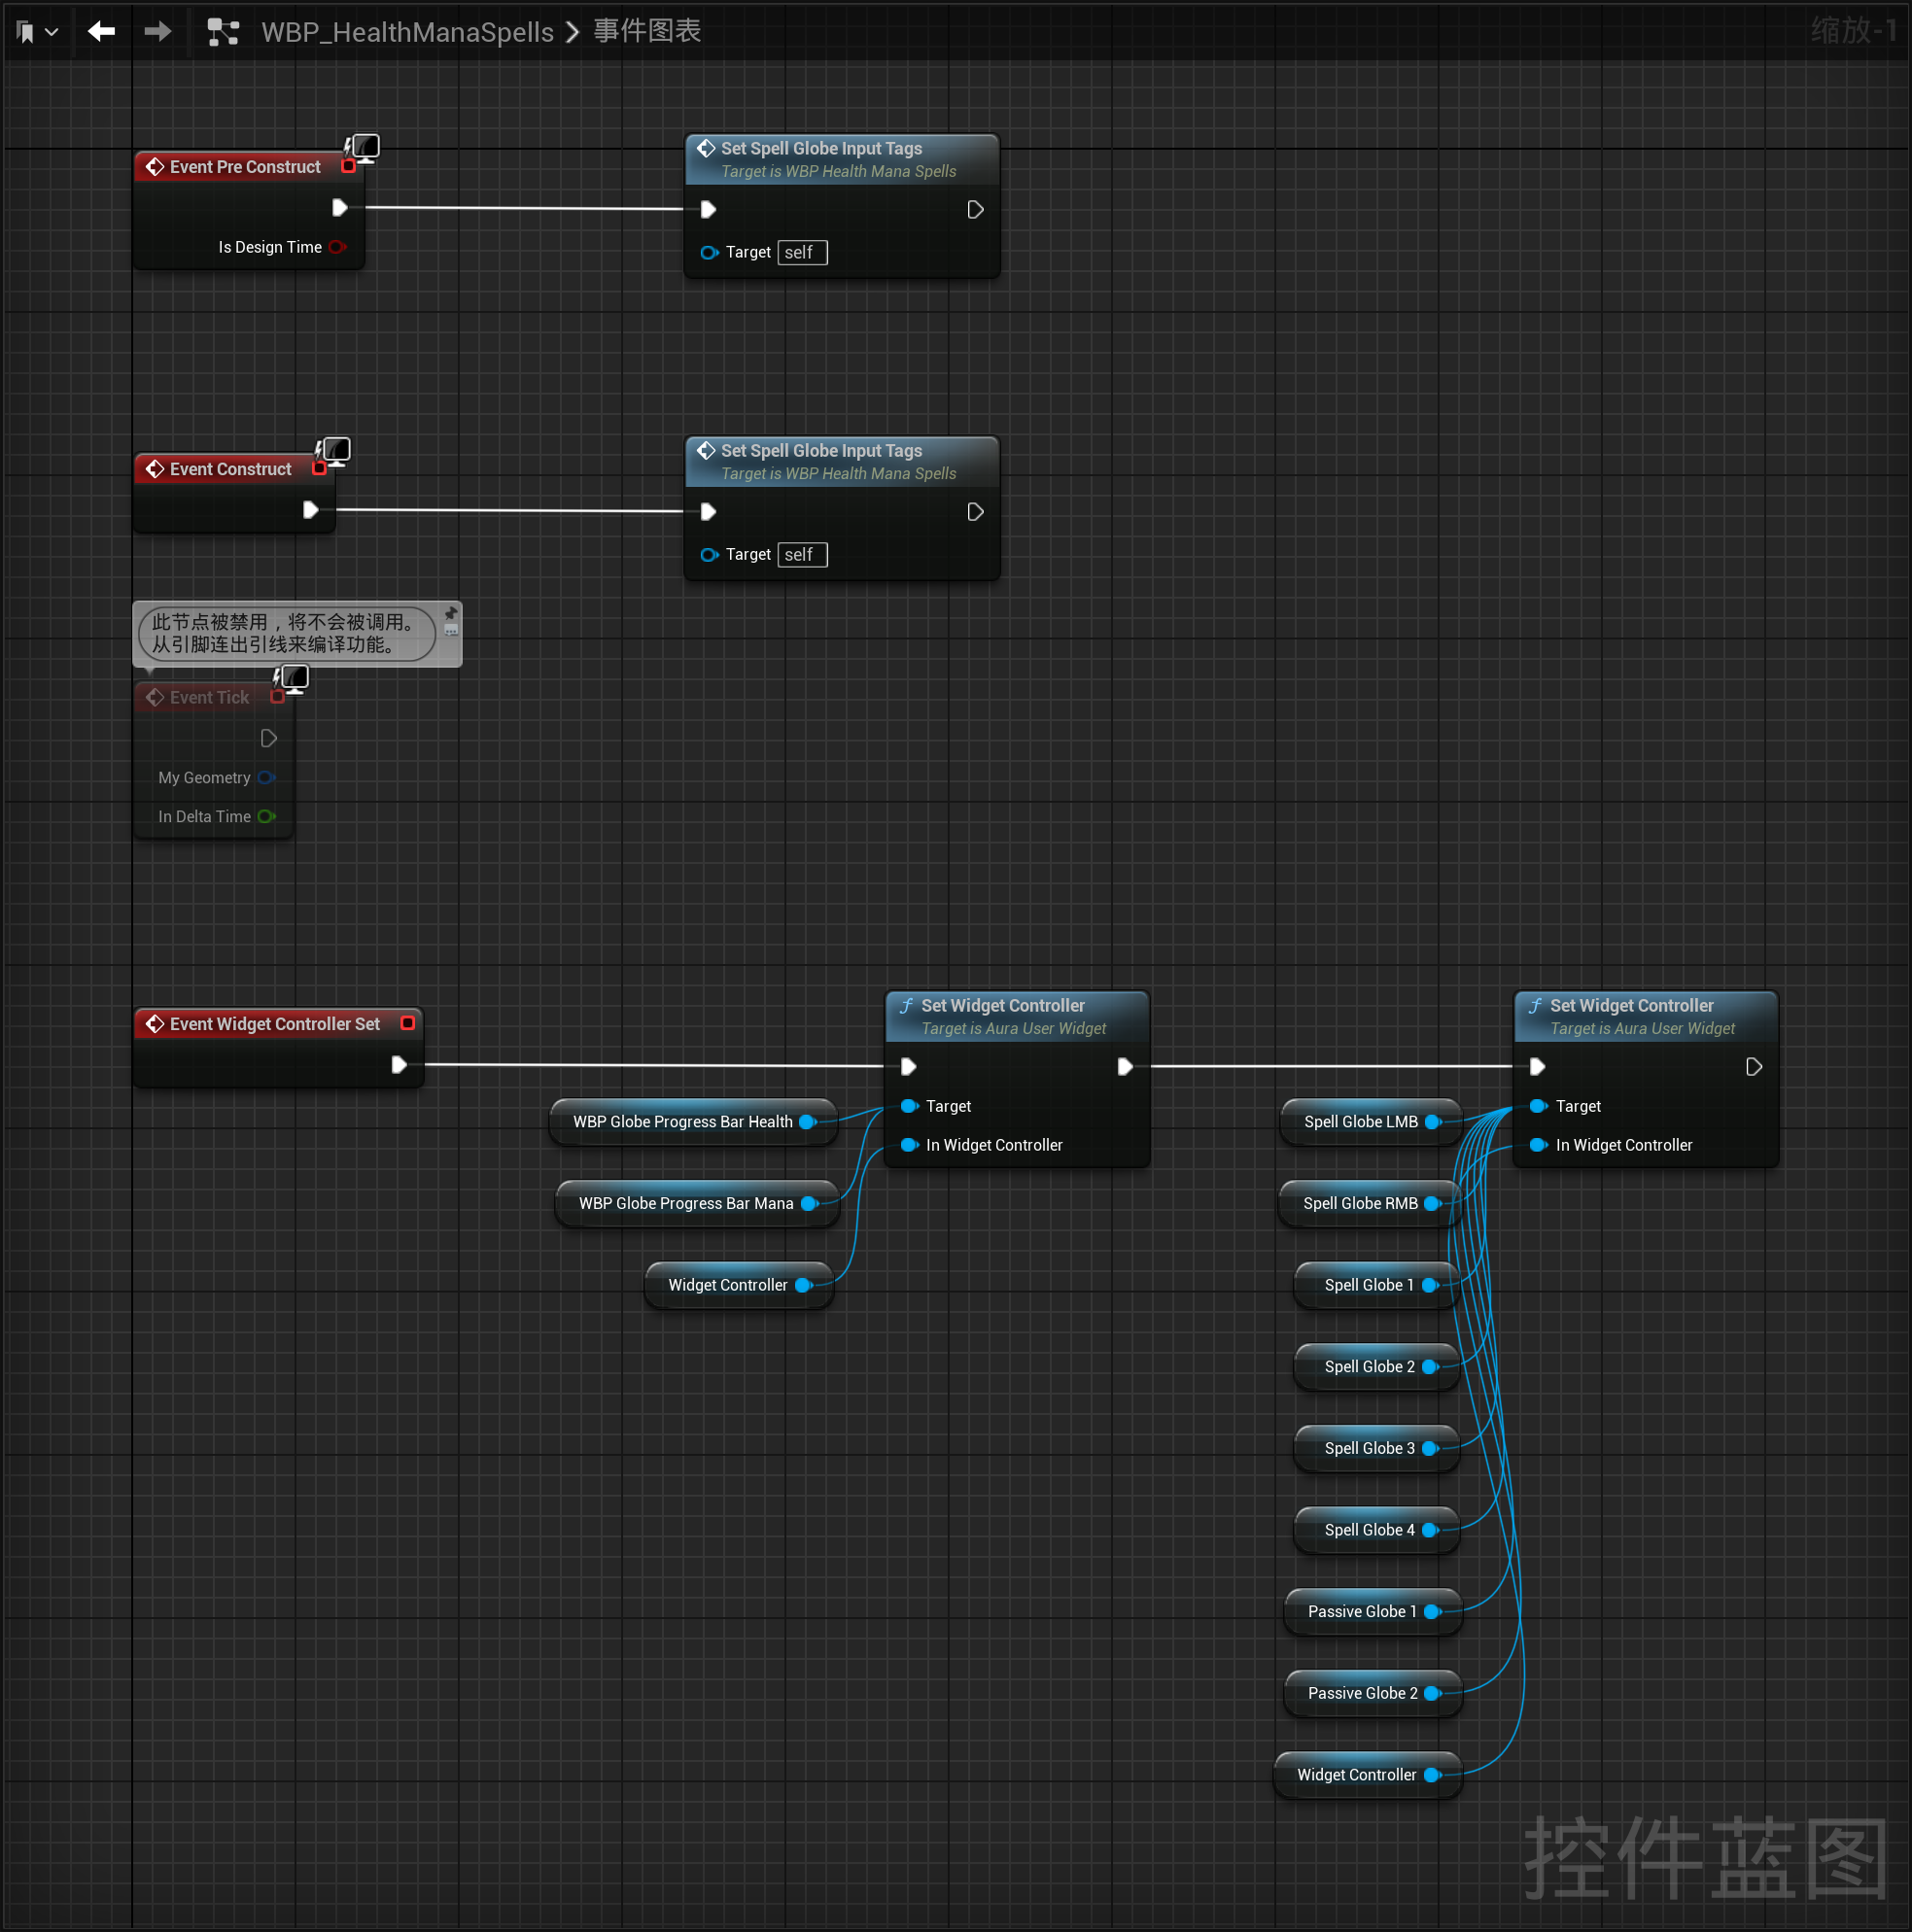 WBP_HealthManaSpells > 事件图表
缩放-1
Event Pre Construct
Is Design Time
Set Spell Globe Input Tags
Target is WBP Health Mana Spells
Target self
Event Construct
Set Spell Globe Input Tags
Target is WBP Health Mana Spells
Target self
此节点被禁用，将不会被调用。
从引脚连出引线来编译功能。
Event Tick
My Geometry
In Delta Time
Event Widget Controller Set
Set Widget Controller
Target is Aura User Widget
Target
In Widget Controller
WBP Globe Progress Bar Health
WBP Globe Progress Bar Mana
Widget Controller
Set Widget Controller
Target is Aura User Widget
Target
In Widget Controller
Spell Globe LMB
Spell Globe RMB
Spell Globe 1
Spell Globe 2
Spell Globe 3
Spell Globe 4
Passive Globe 1
Passive Globe 2
Widget Controller
控件蓝图